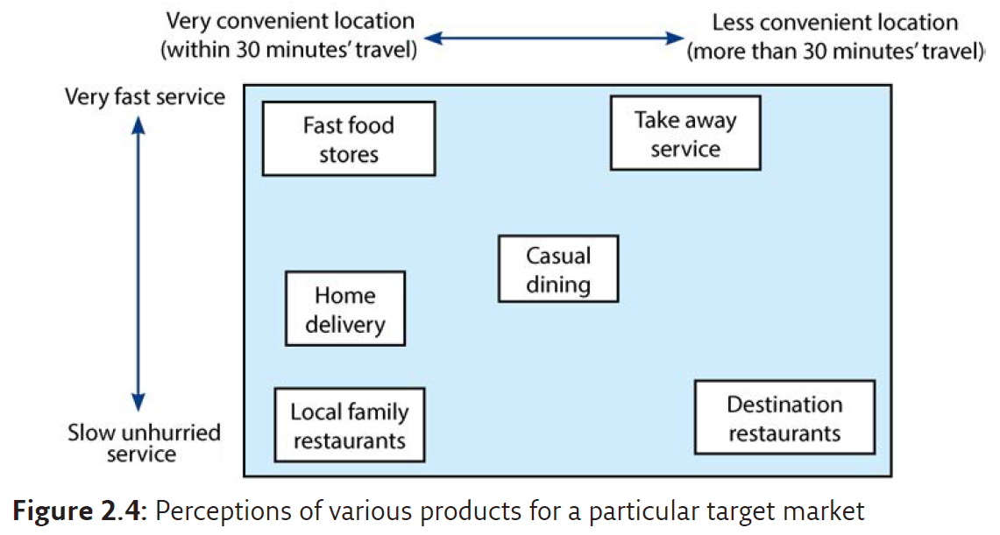 Very convenient location
(within 30 minutes’ travel)
Less convenient location
(more than 30 minutes’ travel)
Very fast service
Fast food
stores
Take away
service
Casual
dining
Home
delivery
Local family
restaurants
Destination
restaurants
Slow unhurried
service
Figure 2.4: Perceptions of various products for a particular target market